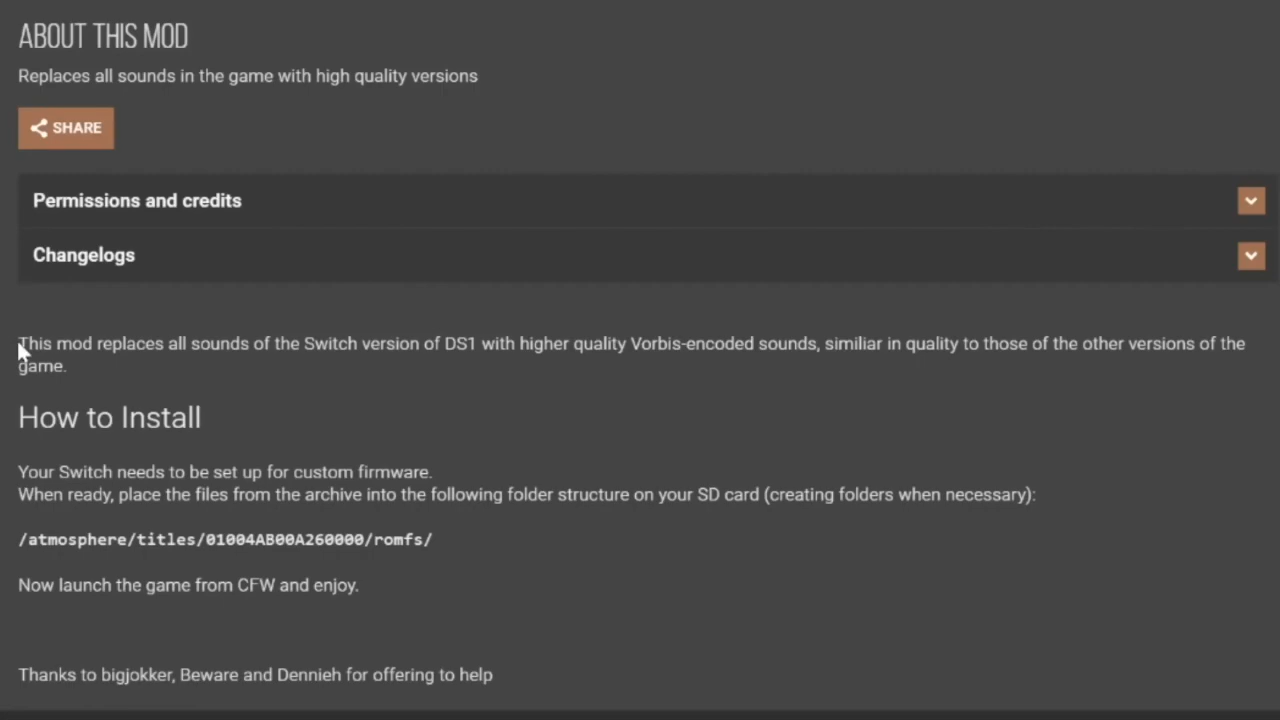 ABOUT THIS MOD
Replaces all sounds in the game with high quality versions
SHARE
Permissions and credits
Changelogs
This mod replaces all sounds of the Switch version of DS1 with higher quality Vorbis-encoded sounds, similiar in quality to those of the other versions of the
game.
How to Install
Your Switch needs to be set up for custom firmware.
When ready, place the files from the archive into the following folder structure on your SD card (creating folders when necessary):
/atmosphere/titles/01004AB00A260000/romfs/
Now launch the game from CFW and enjoy.
Thanks to bigjokker, Beware and Dennieh for offering to help